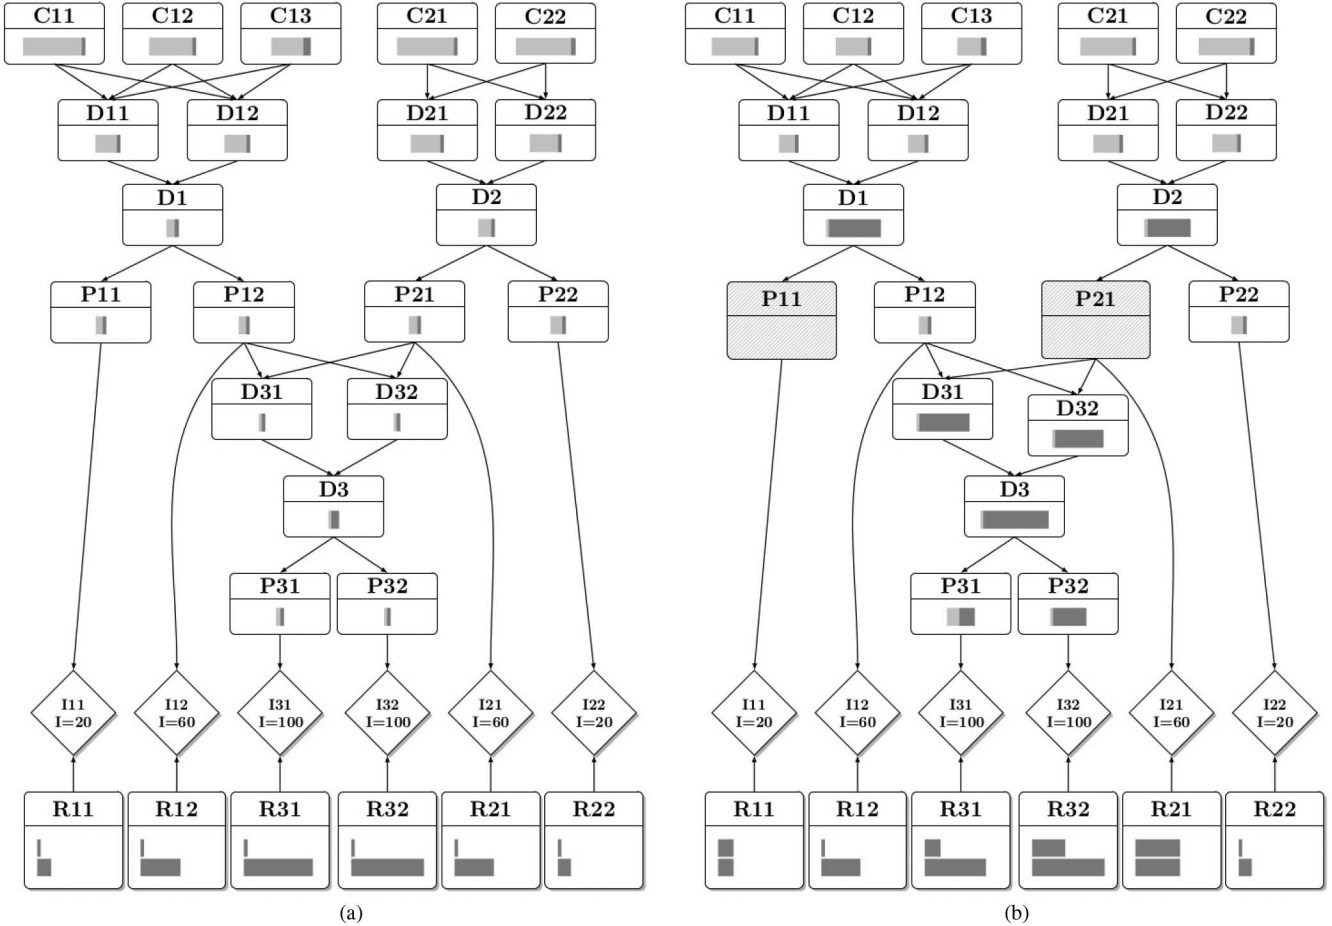 C11 C12 C13 C21 C22 C11 C12 C13 C21 C22
D11 D12 D21 D22 D11 D12 D21 D22
D1 D2 D1 D2
P11 P12 P21 P22 P11 P12 P21 P22
D31 D32 D31 D32
D3 D3
P31 P32 P31 P32
I11 I12 I31 I32 I21 I22 I11 I12 I31 I32 I21 I22
I=20 I=60 I=100 I=100 I=60 I=20 I=20 I=60 I=100 I=100 I=60 I=20
R11 R12 R31 R32 R21 R22 R11 R12 R31 R32 R21 R22
(a) (b)